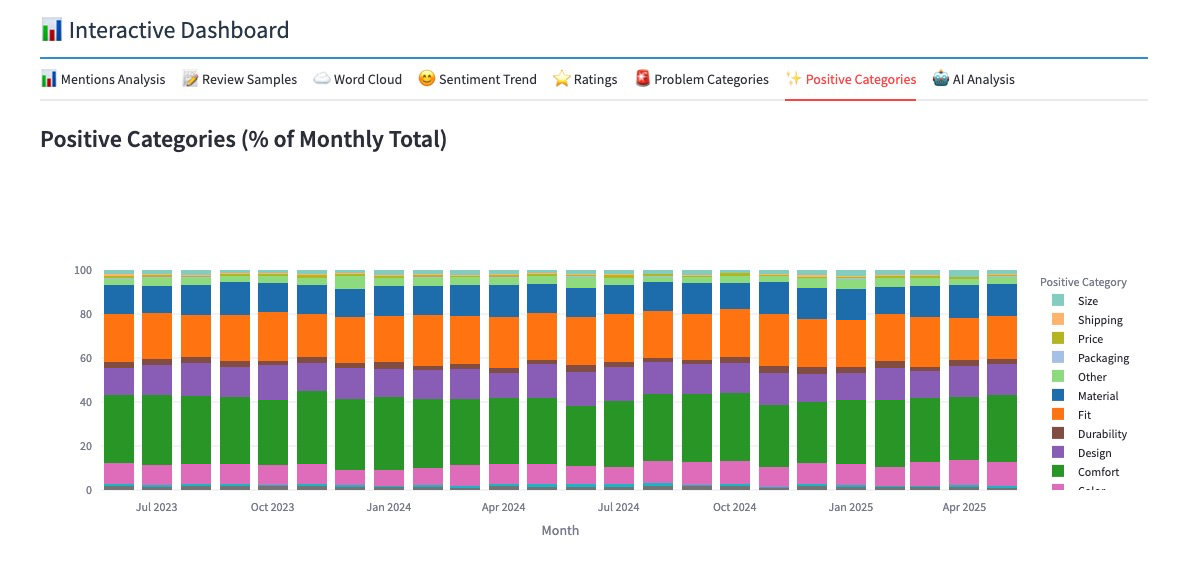 📊 Interactive Dashboard
📊 Mentions Analysis 📝 Review Samples ☁️ Word Cloud 😊 Sentiment Trend ⭐ Ratings 🚨 Problem Categories ✨ Positive Categories 🤖 AI Analysis
Positive Categories (% of Monthly Total)
100
80
60
40
20
0
Jul 2023 Oct 2023 Jan 2024 Apr 2024 Jul 2024 Oct 2024 Jan 2025 Apr 2025
Month
Positive Category
Size
Shipping
Price
Packaging
Other
Material
Fit
Durability
Design
Comfort